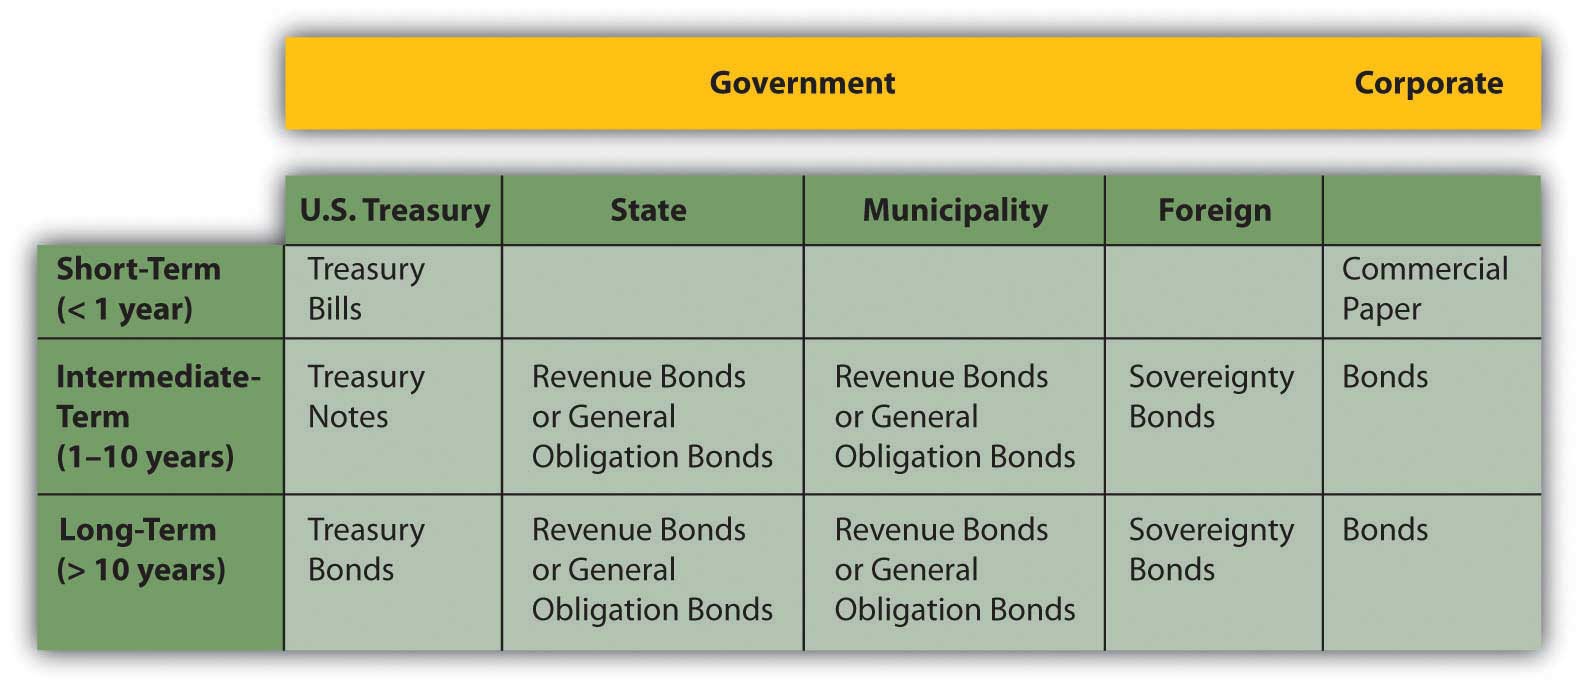 Government Corporate
U.S. Treasury State Municipality Foreign
Short-Term
(< 1 year)
Treasury
Bills
Commercial
Paper
Intermediate-
Term
(1–10 years)
Treasury
Notes
Revenue Bonds
or General
Obligation Bonds
Revenue Bonds
or General
Obligation Bonds
Sovereignty
Bonds
Bonds
Long-Term
(> 10 years)
Treasury
Bonds
Revenue Bonds
or General
Obligation Bonds
Revenue Bonds
or General
Obligation Bonds
Sovereignty
Bonds
Bonds